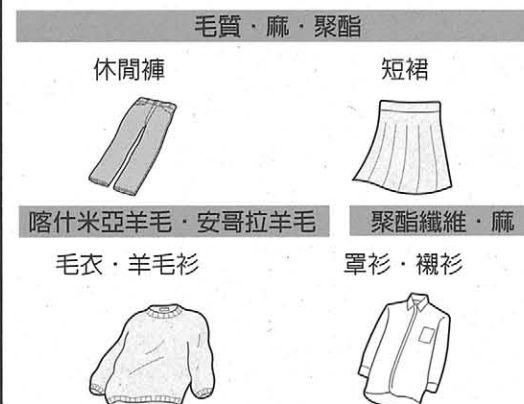 毛質・麻・聚酯
休閒褲 短裙
喀什米亞羊毛・安哥拉羊毛 聚酯纖維・麻
毛衣・羊毛衫 罩衫・襯衫